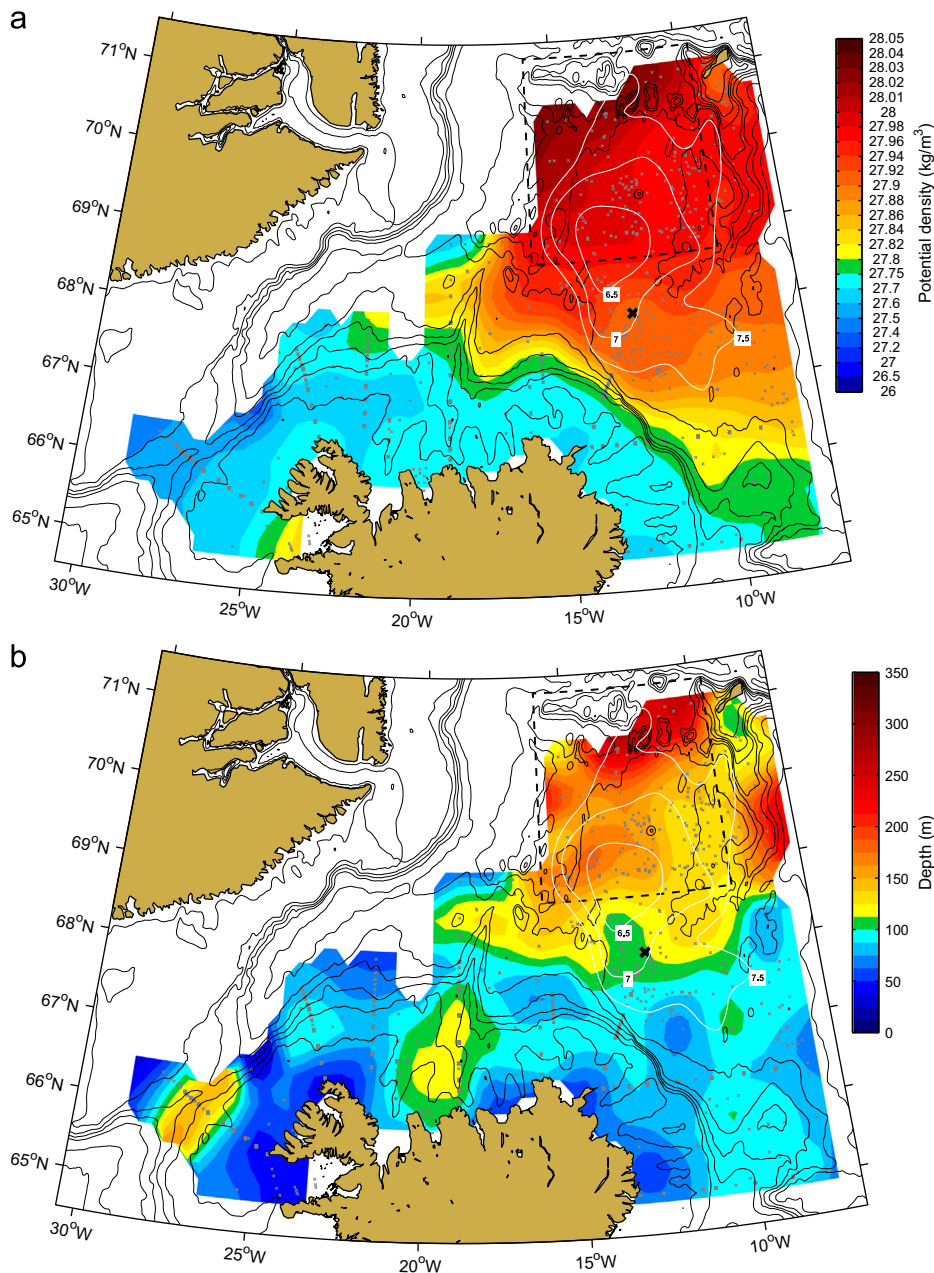 a
71°N
70°N
69°N
68°N
67°N
66°N
65°N
30°W
25°W
20°W
15°W
10°W
6.5
7
7.5
28.05
28.04
28.03
28.02
28.01
28
27.98
27.96
27.94
27.92
27.9
27.88
27.86
27.84
27.82
27.8
27.75
27.7
27.6
27.5
27.4
27.3
27.2
27.1
27
26.5
26
Potential density (kg/m³)
b
71°N
70°N
69°N
68°N
67°N
66°N
65°N
30°W
25°W
20°W
15°W
10°W
6.5
7
7.5
350
300
250
200
150
100
50
0
Depth (m)